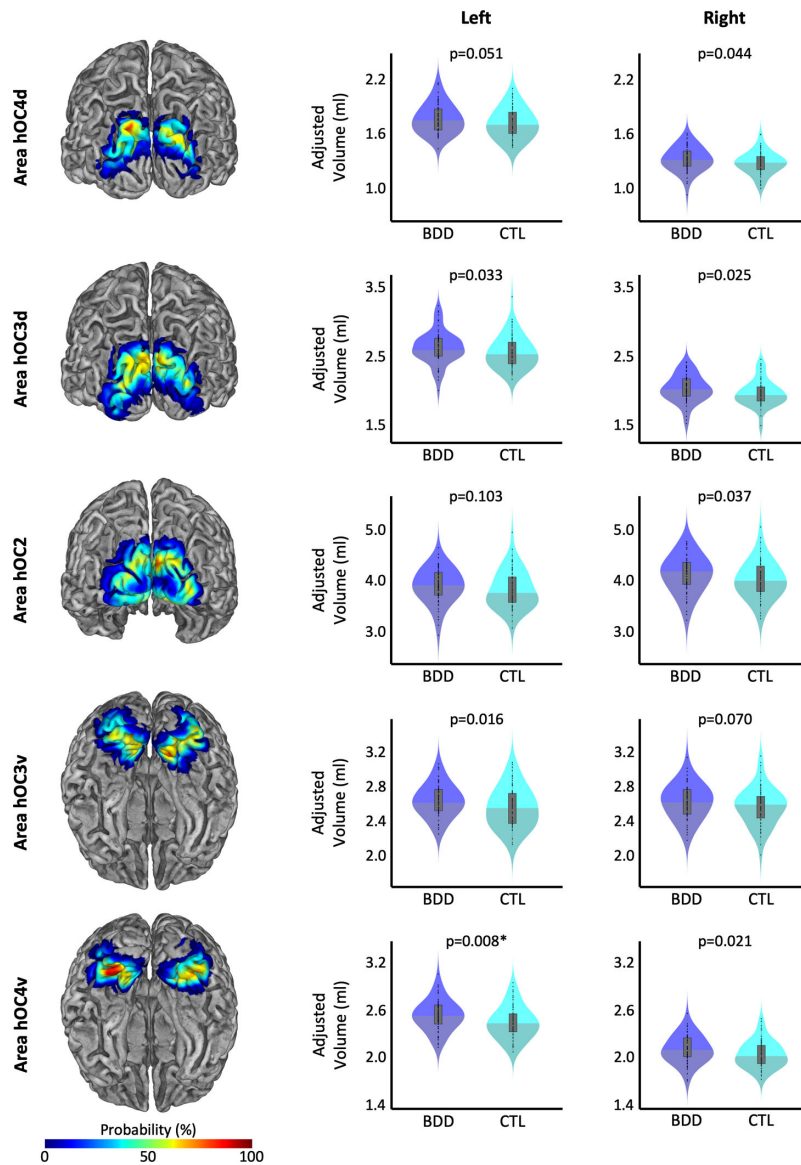 Left Right
Area hOC4d
Adjusted
Volume (ml)
2.2
1.6
1.0
p=0.051
BDD CTL
2.2
1.6
1.0
p=0.044
BDD CTL
Area hOC3d
Adjusted
Volume (ml)
3.5
2.5
1.5
p=0.033
BDD CTL
3.5
2.5
1.5
p=0.025
BDD CTL
Area hOC2
Adjusted
Volume (ml)
5.0
4.0
3.0
p=0.103
BDD CTL
5.0
4.0
3.0
p=0.037
BDD CTL
Area hOC3v
Adjusted
Volume (ml)
3.2
2.8
2.4
2.0
p=0.016
BDD CTL
3.2
2.8
2.4
2.0
p=0.070
BDD CTL
Area hOC4v
Adjusted
Volume (ml)
3.2
2.6
2.0
1.4
p=0.008*
BDD CTL
3.2
2.6
2.0
1.4
p=0.021
BDD CTL
Probability (%)
0 50 100